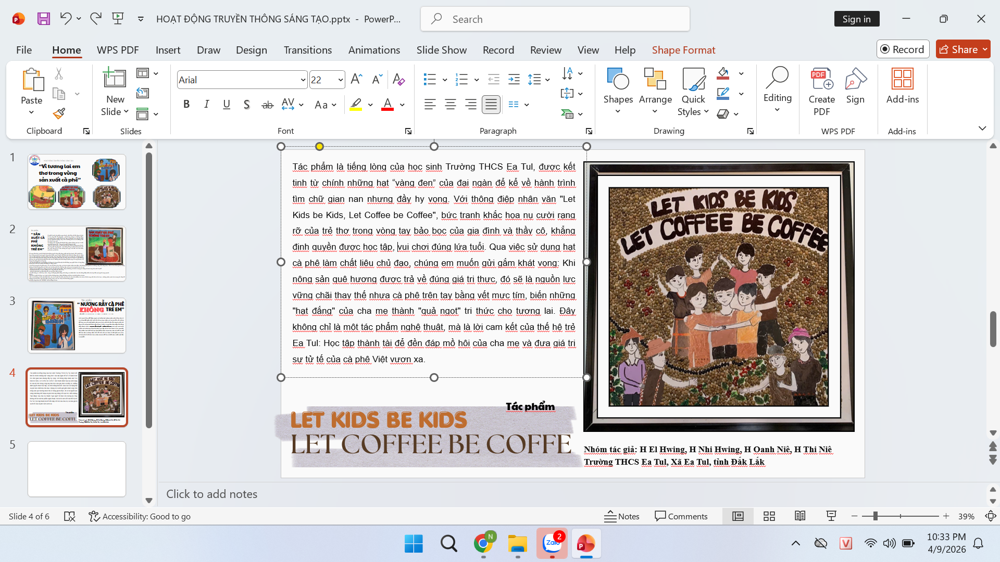 HOẠT ĐỘNG TRUYỀN THÔNG SÁNG TẠO.pptx - PowerP...
Search
Sign in
File
Home
WPS PDF
Insert
Draw
Design
Transitions
Animations
Slide Show
Record
Review
View
Help
Shape Format
Record
Share
Paste
New
Slide
Arial
22
Shapes
Arrange
Quick
Styles
Editing
Create
PDF
Sign
Add-ins
Clipboard
Slides
Font
Paragraph
Drawing
WPS PDF
Add-ins
1
“Vì tương lai em
thơ trong vùng
sản xuất cà phê”
2
“ SẢN
XUẤT CÀ
PHÊ
KHÔNG
TRẺ EM”
3
Tác phẩm
“ NƯƠNG RẪY CÀ PHÊ
KHÔNG TRẺ EM”
4
5
Tác phẩm là tiếng lòng của học sinh Trường THCS Ea Tul, được kết
tinh từ chính những hạt “vàng đen” của đại ngàn để kể về hành trình
tìm chữ gian nan nhưng đầy hy vọng. Với thông điệp nhân văn "Let
Kids be Kids, Let Coffee be Coffee", bức tranh khắc họa nụ cười rạng
rỡ của trẻ thơ trong vòng tay bảo bọc của gia đình và thầy cô, khẳng
định quyền được học tập, vui chơi đúng lứa tuổi. Qua việc sử dụng hạt
cà phê làm chất liệu chủ đạo, chúng em muốn gửi gắm khát vọng: Khi
nông sản quê hương được trả về đúng giá trị thực, đó sẽ là nguồn lực
vững chãi thay thế nhựa cà phê trên tay bằng vết mực tím, biến những
"hạt đắng" của cha mẹ thành "quả ngọt" tri thức cho tương lai. Đây
không chỉ là một tác phẩm nghệ thuật, mà là lời cam kết của thế hệ trẻ
Ea Tul: Học tập thành tài để đền đáp mồ hôi của cha mẹ và đưa giá trị
sự tử tế của cà phê Việt vươn xa.
Tác phẩm
LET KIDS BE KIDS
LET COFFEE BE COFFE
LET KIDS BE KIDS
LET COFFEE BE COFFEE
Nhóm tác giả: H El Hwing, H Nhi Hwing, H Oanh Niê, H Thi Niê
Trường THCS Ea Tul, Xã Ea Tul, tỉnh Đắk Lắk
Click to add notes
Slide 4 of 6
Accessibility: Good to go
Notes
Comments
39%
Zalo
2
N
10:33 PM
4/9/2026